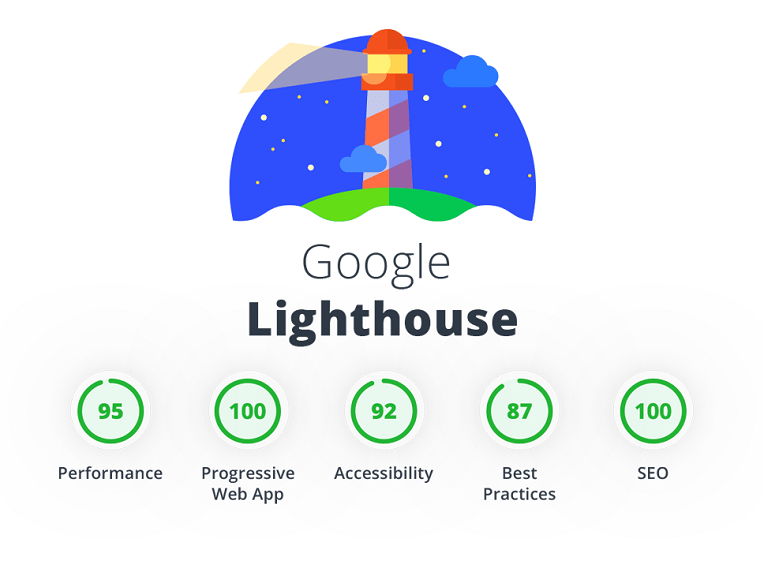 Google
Lighthouse
95
100
92
87
100
Performance
Progressive
Web App
Accessibility
Best
Practices
SEO